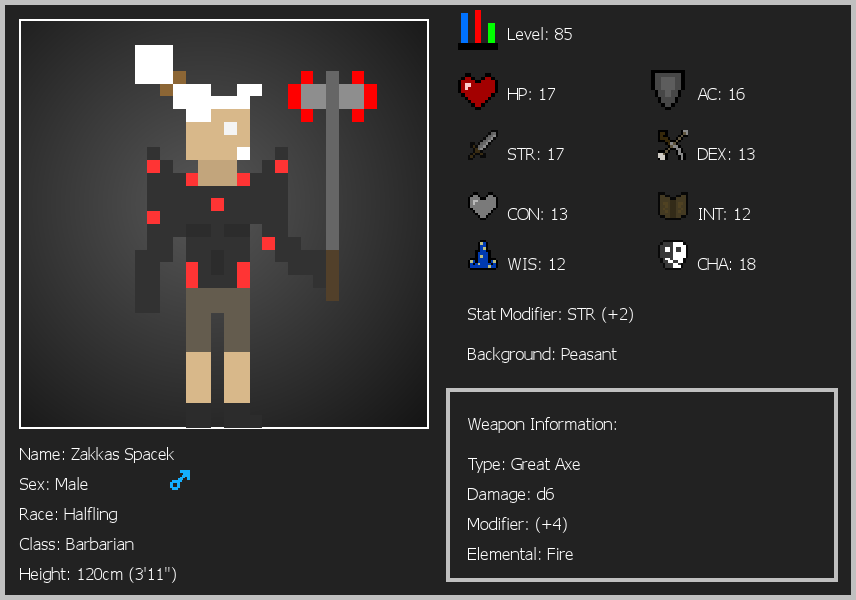 Level: 85
HP: 17
AC: 16
STR: 17
DEX: 13
CON: 13
INT: 12
WIS: 12
CHA: 18
Stat Modifier: STR (+2)
Background: Peasant
Weapon Information:
Type: Great Axe
Damage: d6
Modifier: (+4)
Elemental: Fire
Name: Zakkas Spacek
Sex: Male
Race: Halfling
Class: Barbarian
Height: 120cm (3'11")